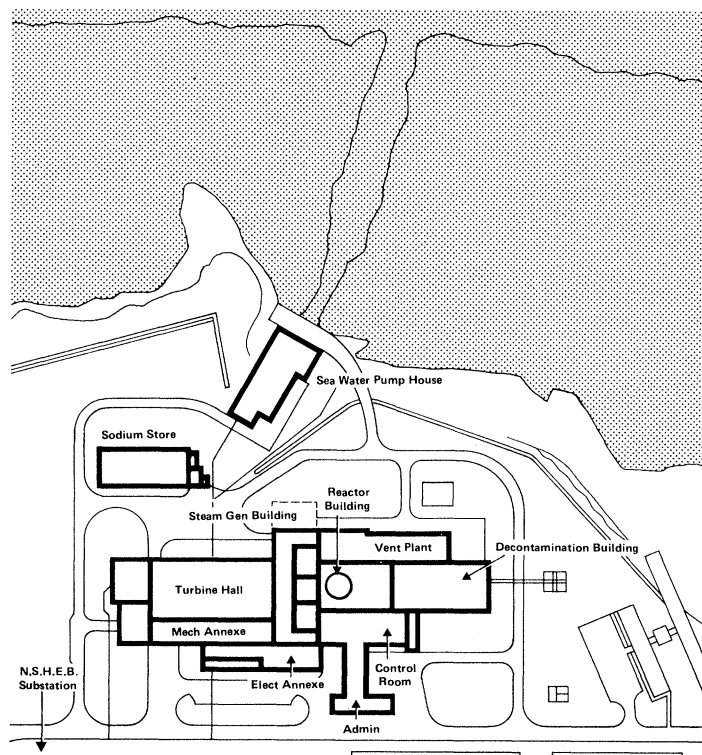 Sea Water Pump House
Sodium Store
Reactor
Building
Steam Gen Building
Vent Plant
Decontamination Building
Turbine Hall
Mech Annexe
N.S.H.E.B.
Substation
Elect Annexe
Control
Room
Admin